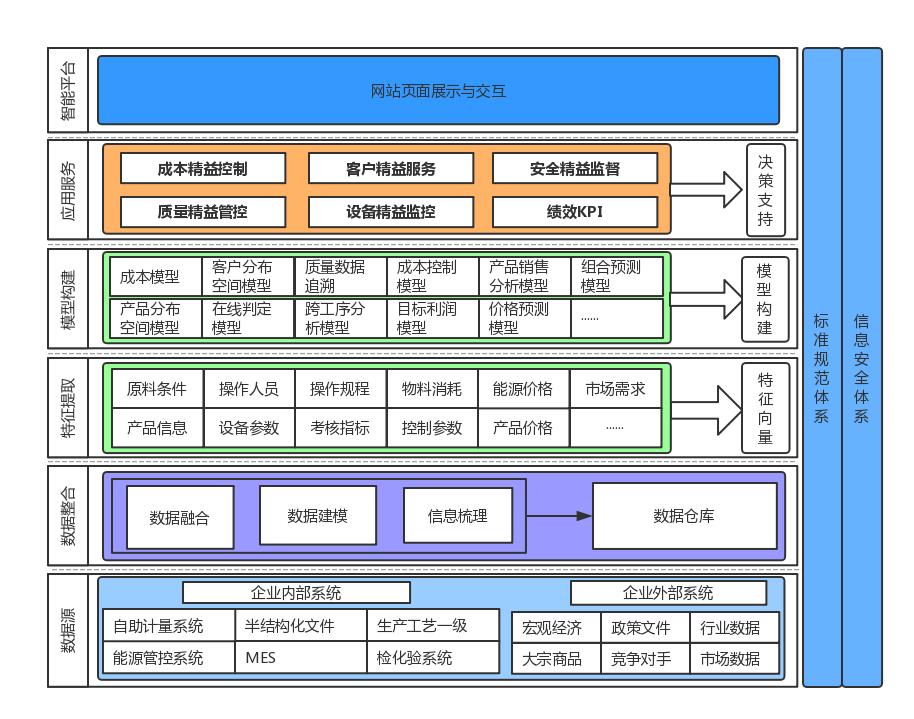 智能平台
网站页面展示与交互
应用服务
成本精益控制
客户精益服务
安全精益监督
质量精益管控
设备精益监控
绩效KPI
决策支持
模型构建
成本模型
客户分布
空间模型
质量数据
追溯
成本控制
模型
产品销售
分析模型
组合预测
模型
产品分布
空间模型
在线判定
模型
跨工序分
析模型
目标利润
模型
价格预测
模型
......
模型构建
特征提取
原料条件
操作人员
操作规程
物料消耗
能源价格
市场需求
产品信息
设备参数
考核指标
控制参数
产品价格
......
特征向量
数据整合
数据融合
数据建模
信息梳理
数据仓库
数据源
企业内部系统
自助计量系统
半结构化文件
生产工艺一级
能源管控系统
MES
检化验系统
企业外部系统
宏观经济
政策文件
行业数据
大宗商品
竞争对手
市场数据
标准规范体系
信息安全体系